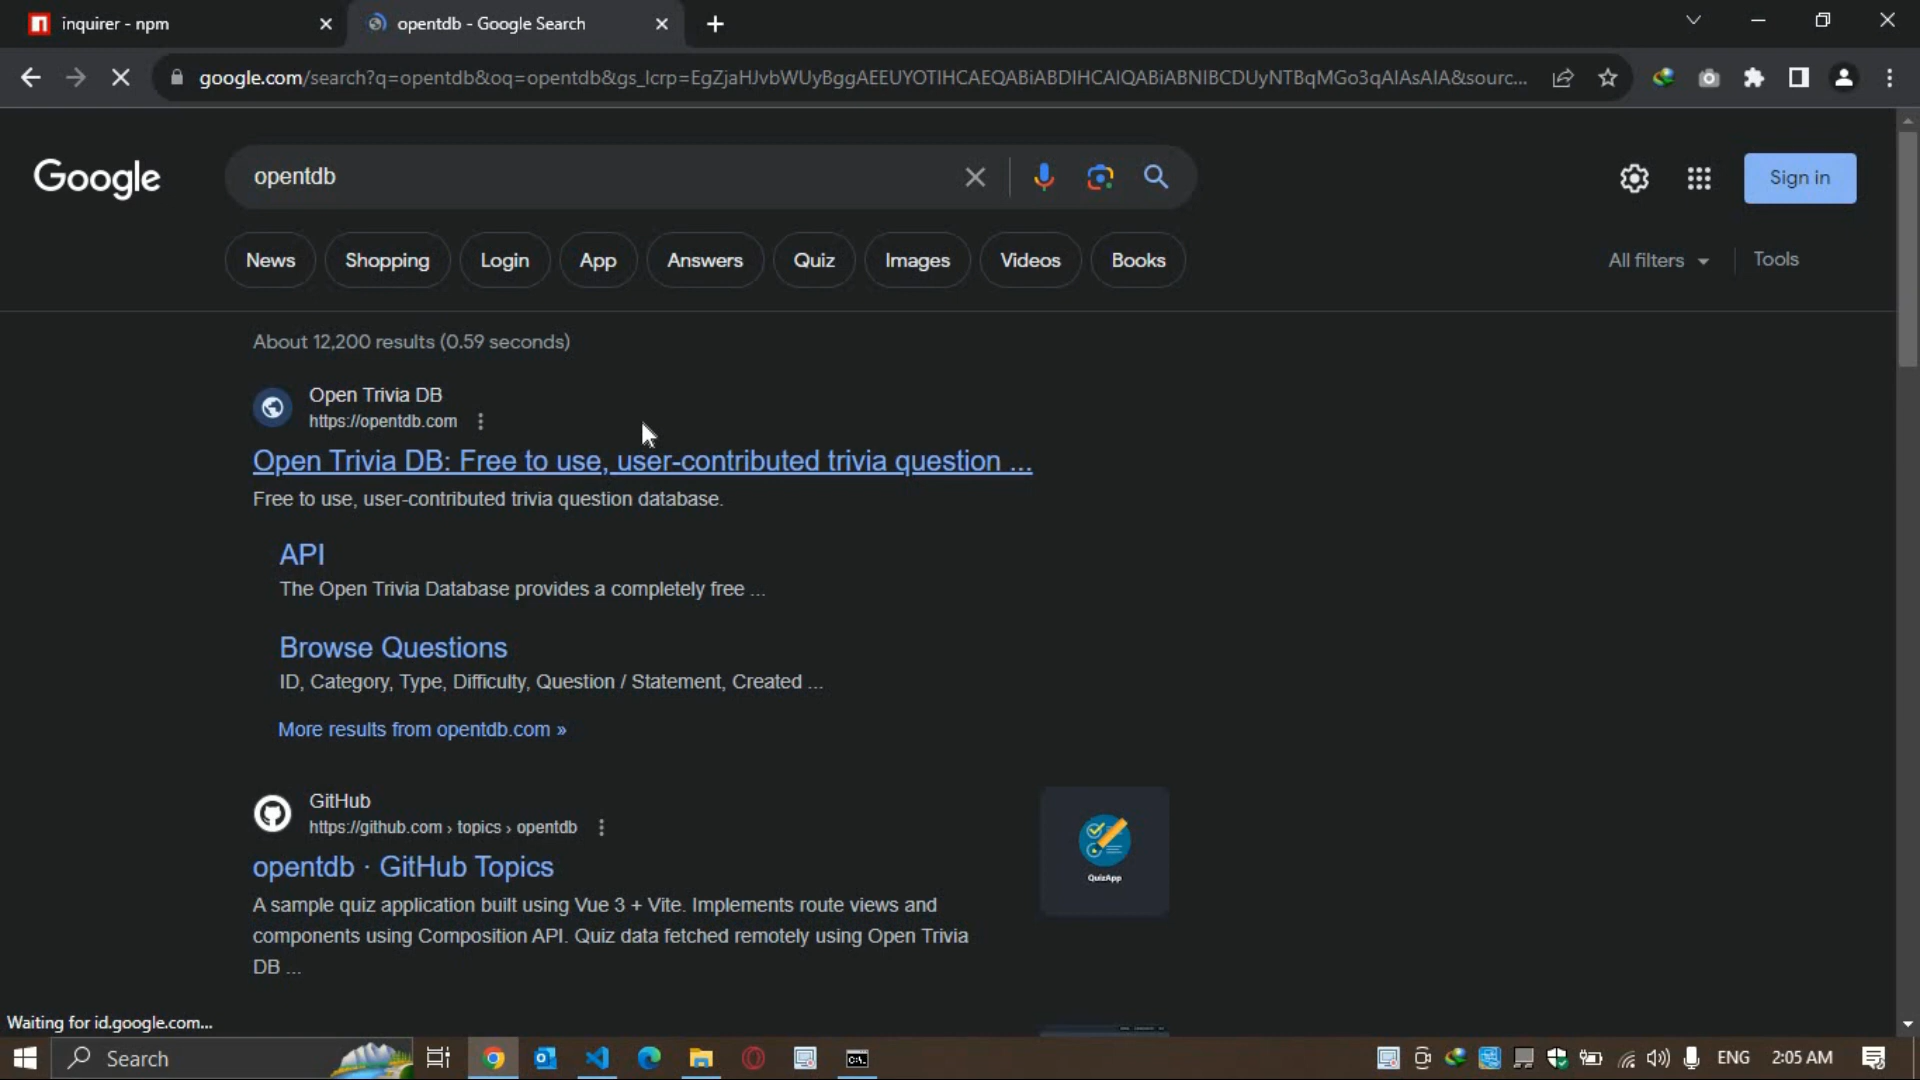 inquirer - npm
opentdb - Google Search
google.com/search?q=opentdb&oq=opentdb&gs_lcrp=EgZjaHJvbWUyBggAEEUYOTIHCAEQABiABDIHCAIQABiABNIBCDUyNTBqMGo3qAIAsAIA&sourc...
Google
opentdb
Sign in
News
Shopping
Login
App
Answers
Quiz
Images
Videos
Books
All filters
Tools
About 12,200 results (0.59 seconds)
Open Trivia DB
https://opentdb.com
Open Trivia DB: Free to use, user-contributed trivia question ...
Free to use, user-contributed trivia question database.
API
The Open Trivia Database provides a completely free ...
Browse Questions
ID, Category, Type, Difficulty, Question / Statement, Created ...
More results from opentdb.com »
GitHub
https://github.com › topics › opentdb
opentdb · GitHub Topics
A sample quiz application built using Vue 3 + Vite. Implements route views and
components using Composition API. Quiz data fetched remotely using Open Trivia
DB ...
QuizApp
Waiting for id.google.com...
Search
C:\.
ENG
2:05 AM